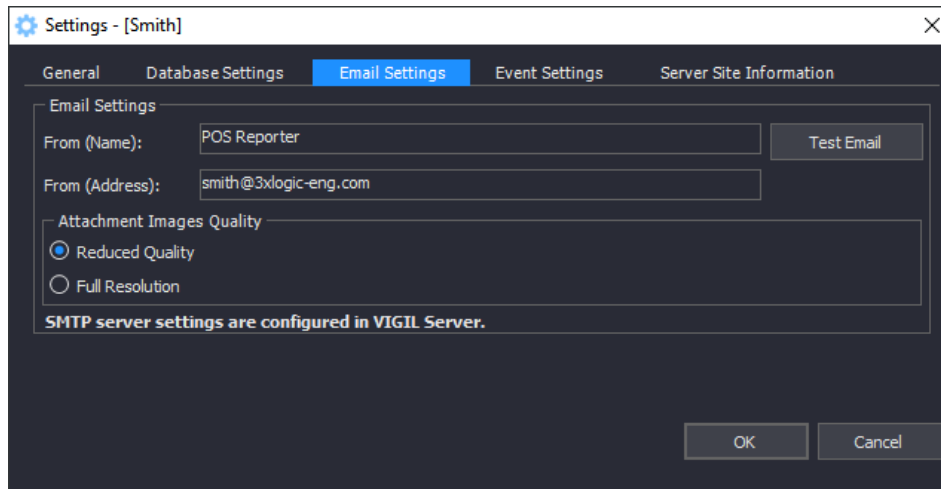 Settings - [Smith]
General Database Settings Email Settings Event Settings Server Site Information
Email Settings
From (Name): POS Reporter Test Email
From (Address): smith@3xlogic-eng.com
Attachment Images Quality
Reduced Quality
Full Resolution
SMTP server settings are configured in VIGIL Server.
OK Cancel